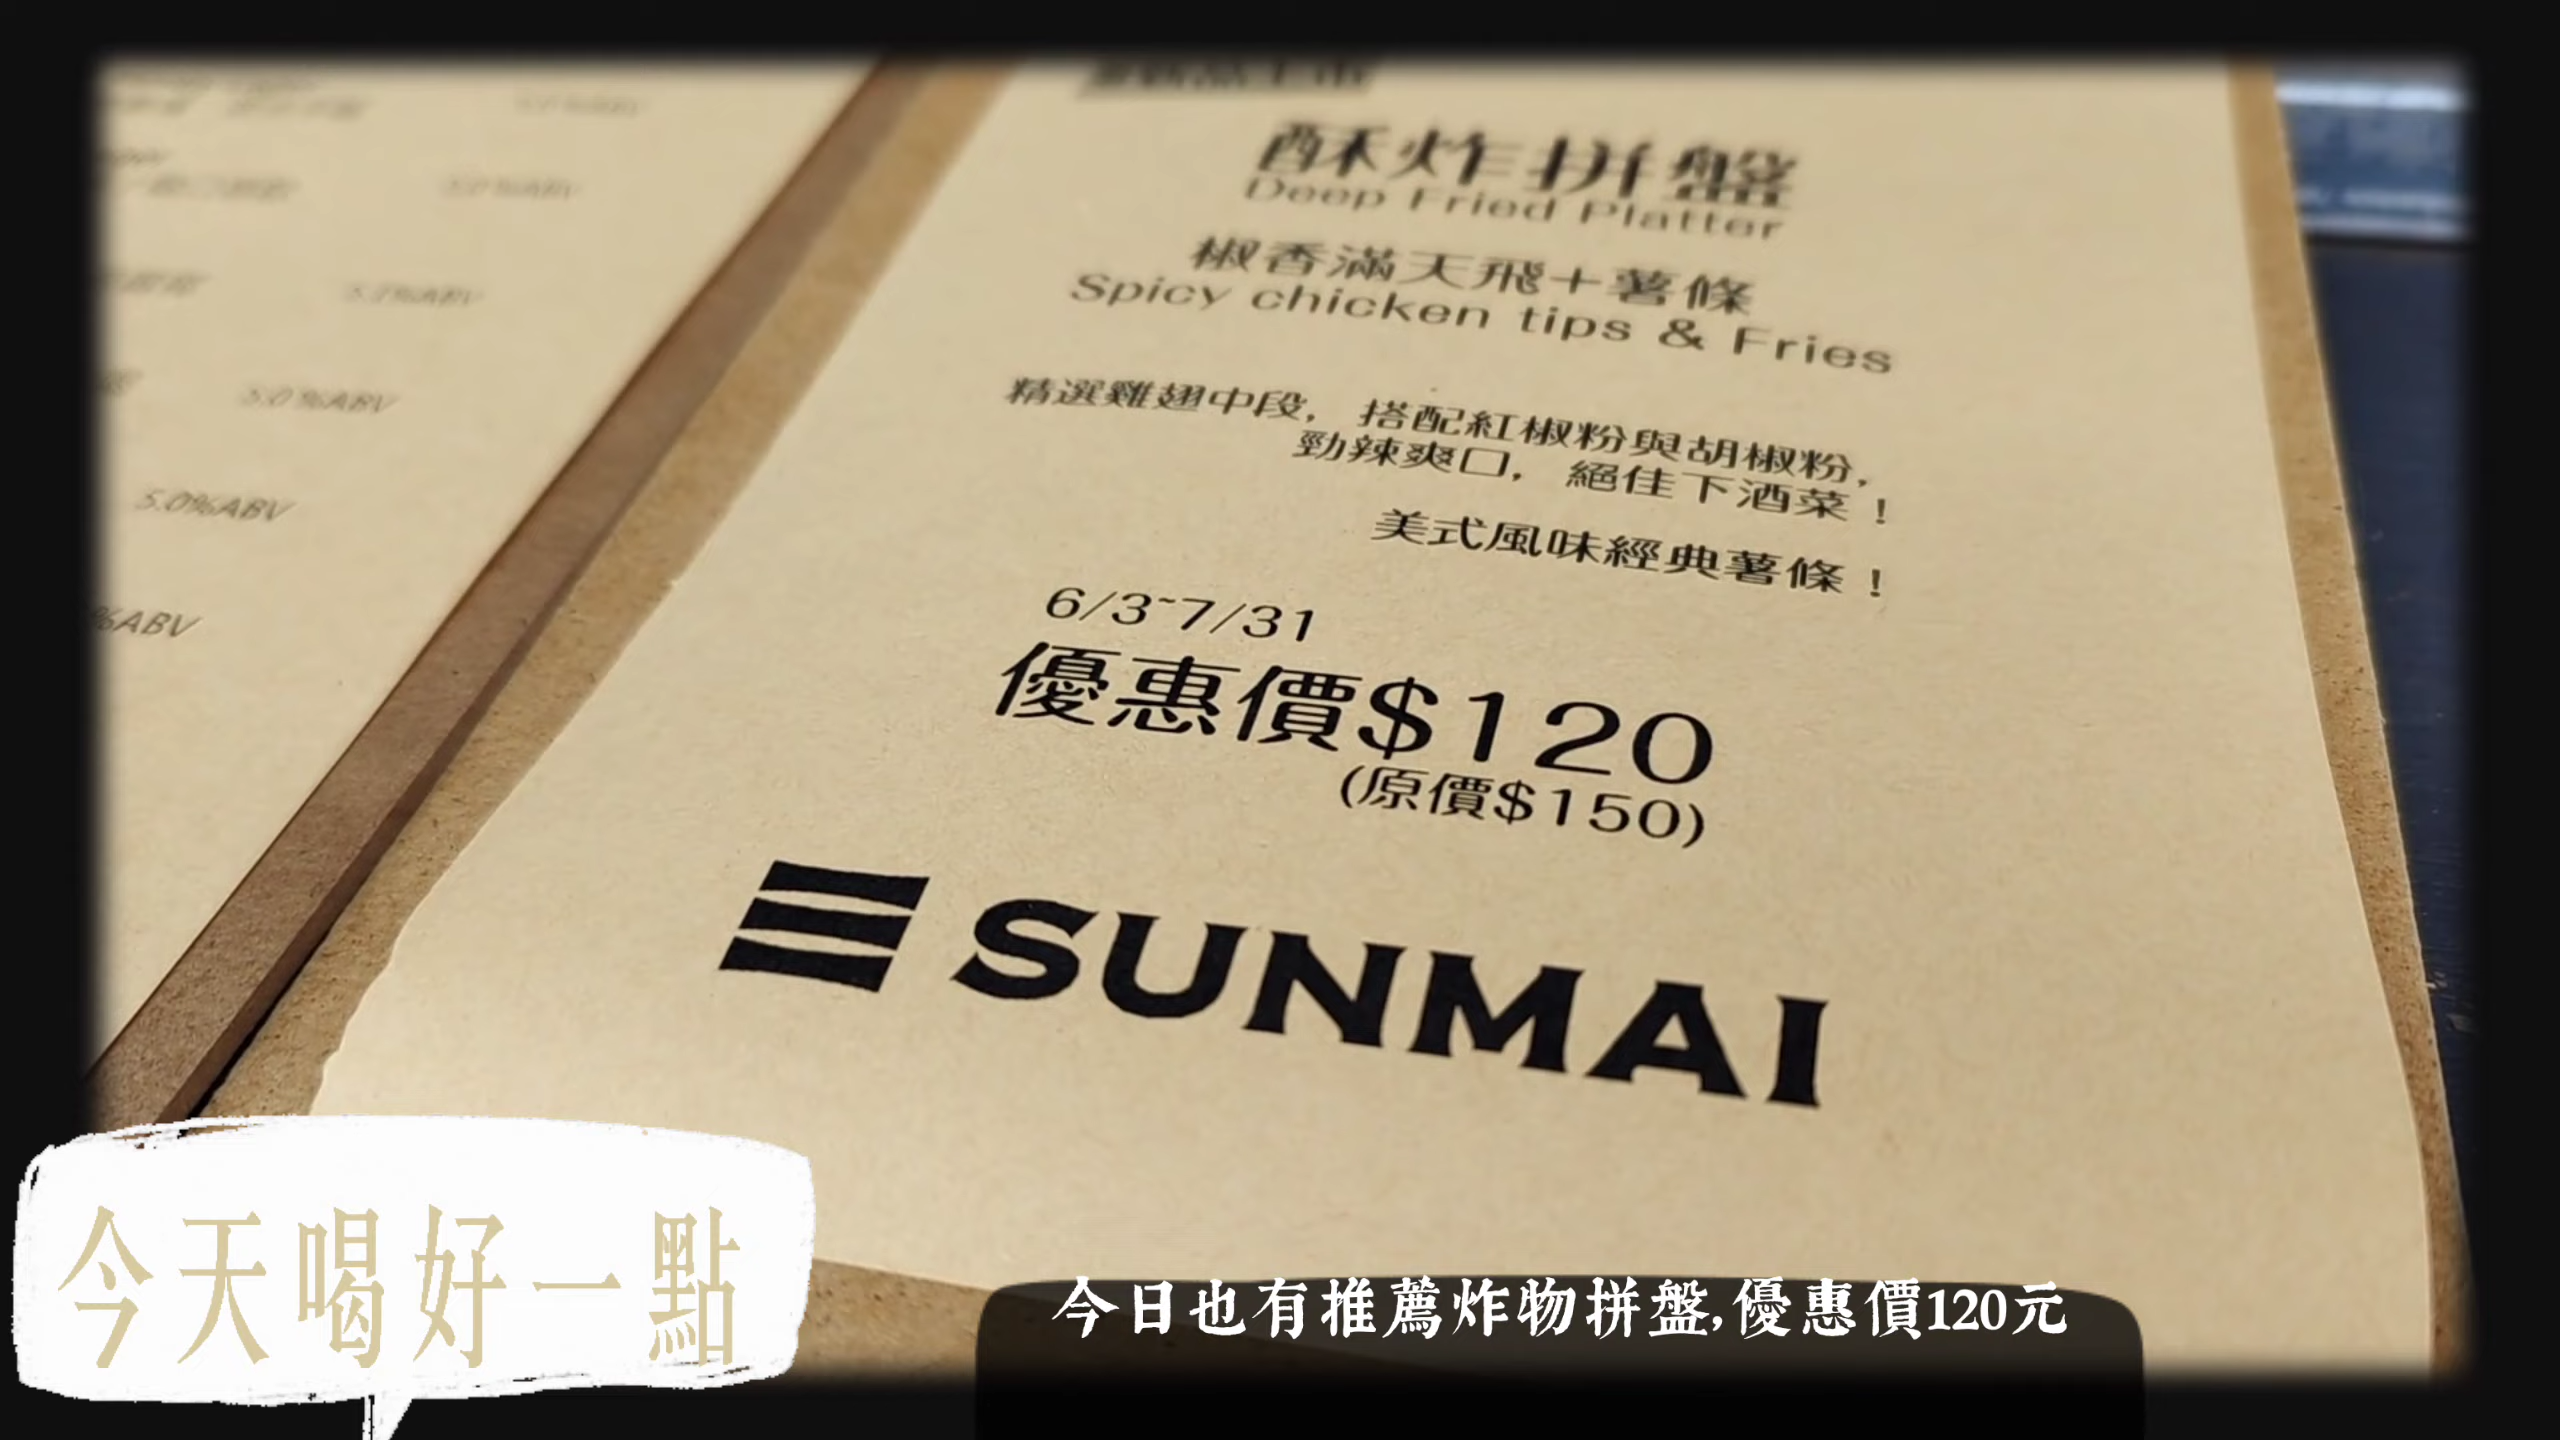 酥炸拼盤
Deep Fried Platter
椒香滿天飛+薯條
Spicy chicken tips & Fries
精選雞翅中段，搭配紅椒粉與胡椒粉，
勁辣爽口，絕佳下酒菜！
美式風味經典薯條！
6/3~7/31
優惠價$120
(原價$150)
SUNMAI
5.0%ABV
5.0%ABV
%ABV
今天喝好一點
今日也有推薦炸物拼盤,優惠價120元